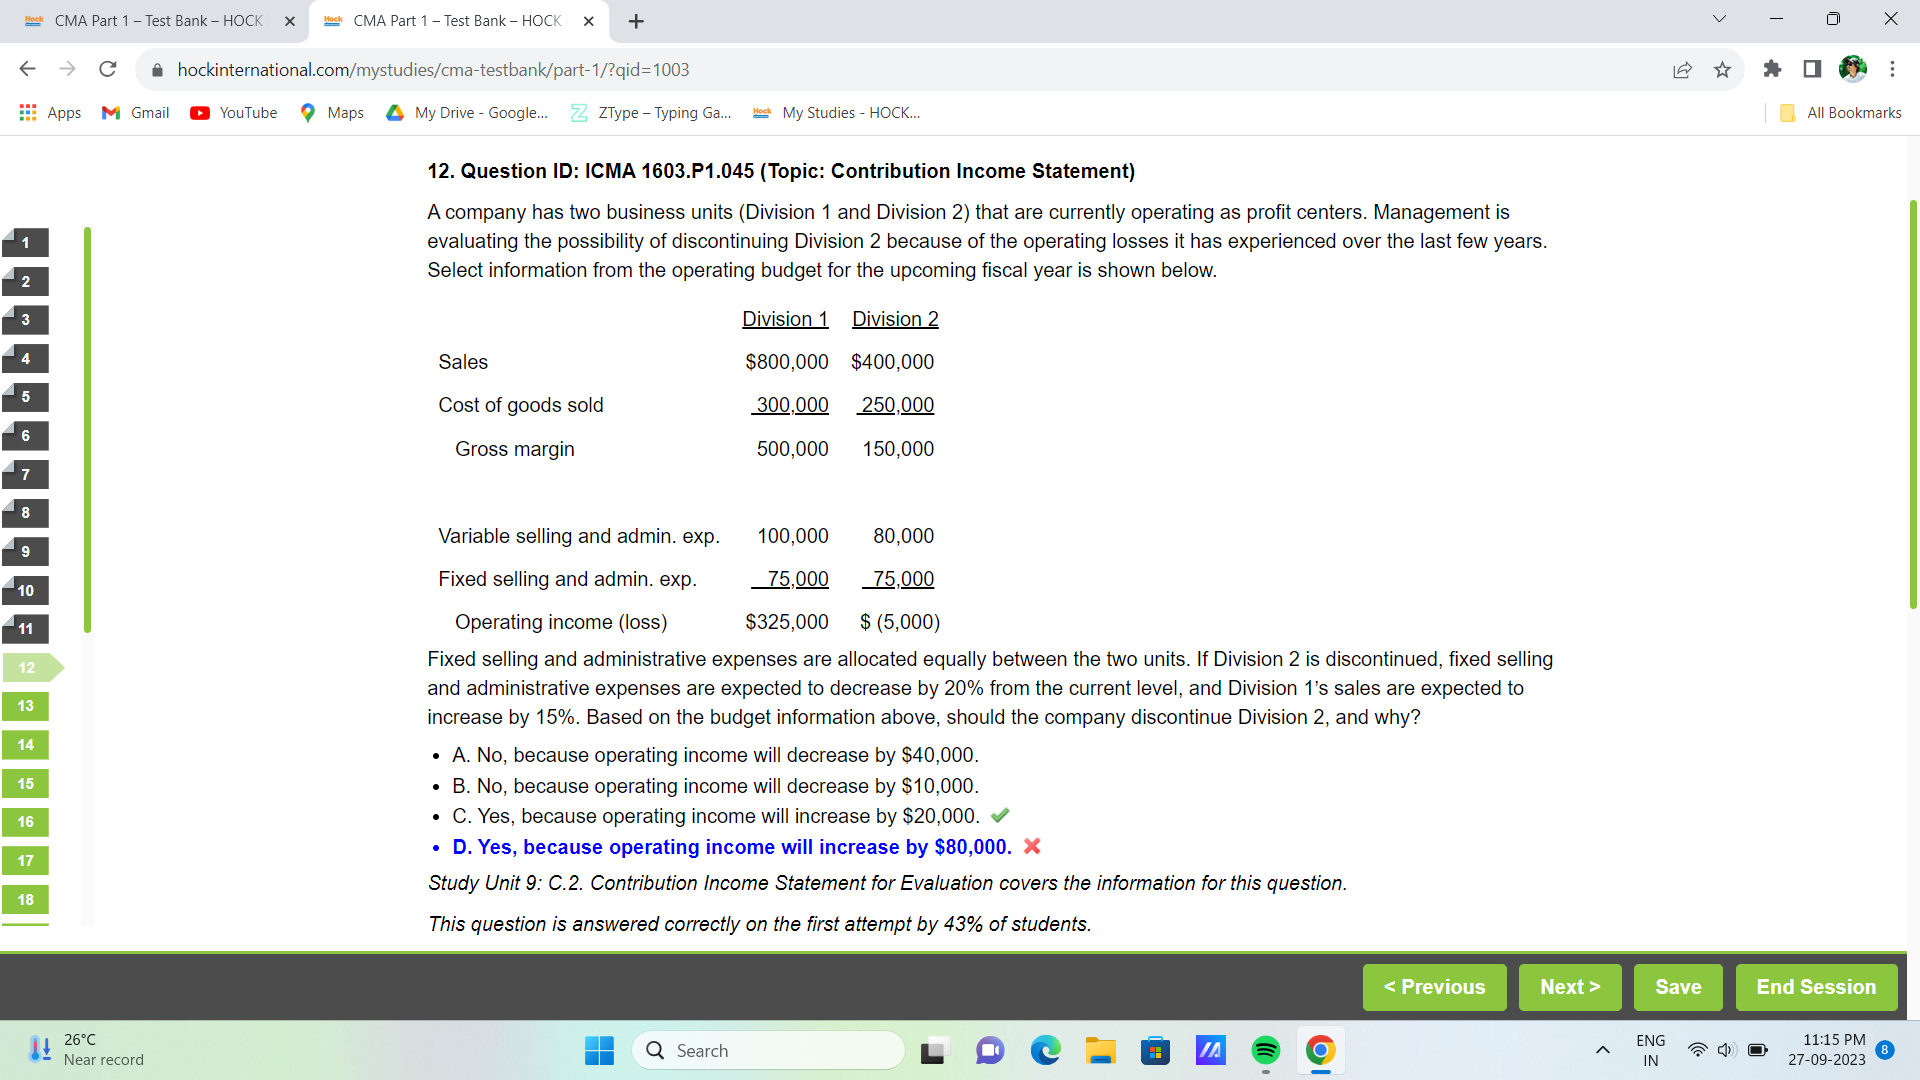 CMA Part 1 – Test Bank – HOCK
CMA Part 1 – Test Bank – HOCK
hockinternational.com/mystudies/cma-testbank/part-1/?qid=1003
Apps Gmail YouTube Maps My Drive - Google... ZType – Typing Ga... Hock My Studies - HOCK... All Bookmarks
12. Question ID: ICMA 1603.P1.045 (Topic: Contribution Income Statement)
A company has two business units (Division 1 and Division 2) that are currently operating as profit centers. Management is
evaluating the possibility of discontinuing Division 2 because of the operating losses it has experienced over the last few years.
Select information from the operating budget for the upcoming fiscal year is shown below.
Division 1 Division 2
Sales $800,000 $400,000
Cost of goods sold 300,000 250,000
Gross margin 500,000 150,000
Variable selling and admin. exp. 100,000 80,000
Fixed selling and admin. exp. 75,000 75,000
Operating income (loss) $325,000 $ (5,000)
Fixed selling and administrative expenses are allocated equally between the two units. If Division 2 is discontinued, fixed selling
and administrative expenses are expected to decrease by 20% from the current level, and Division 1's sales are expected to
increase by 15%. Based on the budget information above, should the company discontinue Division 2, and why?
• A. No, because operating income will decrease by $40,000.
• B. No, because operating income will decrease by $10,000.
• C. Yes, because operating income will increase by $20,000.
• D. Yes, because operating income will increase by $80,000.
Study Unit 9: C.2. Contribution Income Statement for Evaluation covers the information for this question.
This question is answered correctly on the first attempt by 43% of students.
1
2
3
4
5
6
7
8
9
10
11
12
13
14
15
16
17
18
< Previous Next > Save End Session
26°C
Near record
Search
ENG
IN
11:15 PM
27-09-2023
8